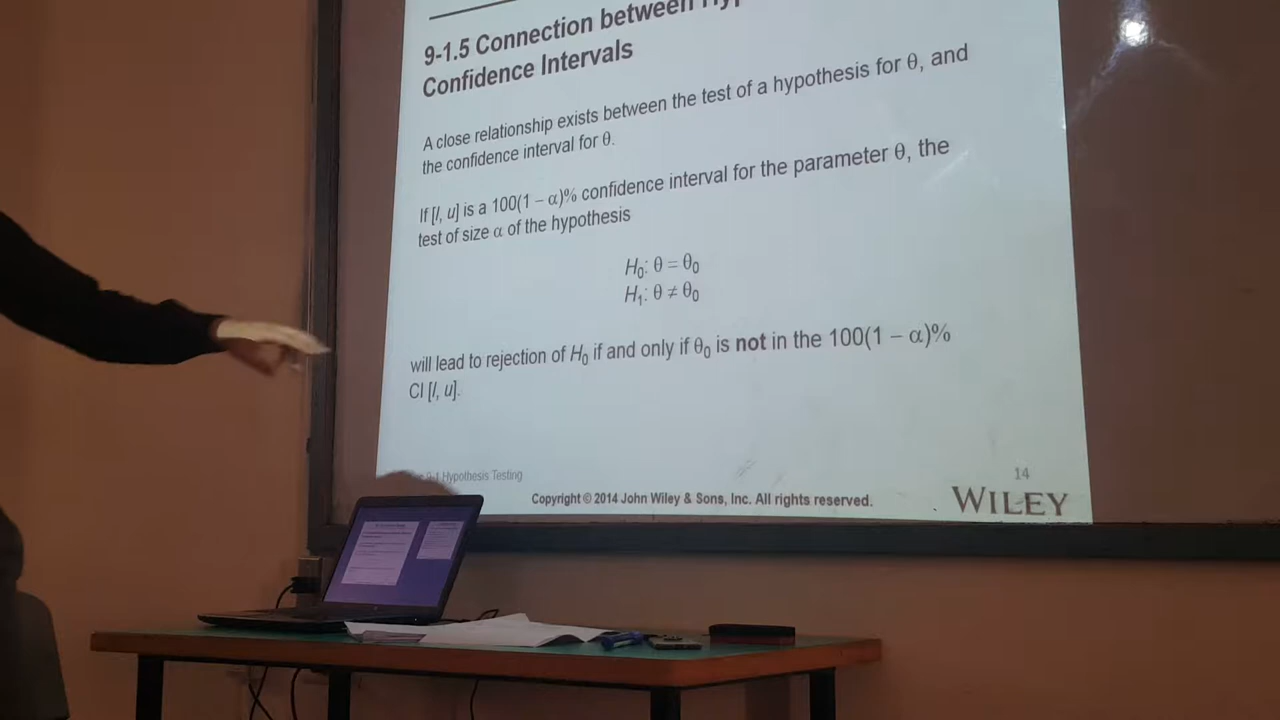 9-1.5 Connection between
Confidence Intervals
A close relationship exists between the test of a hypothesis for θ, and
the confidence interval for θ.
If [l, u] is a 100(1 − α)% confidence interval for the parameter θ, the
test of size α of the hypothesis
H₀: θ = θ₀
H₁: θ ≠ θ₀
will lead to rejection of H₀ if and only if θ₀ is not in the 100(1 − α)%
CI [l, u].
9-1 Hypothesis Testing
14
Copyright © 2014 John Wiley & Sons, Inc. All rights reserved.
WILEY